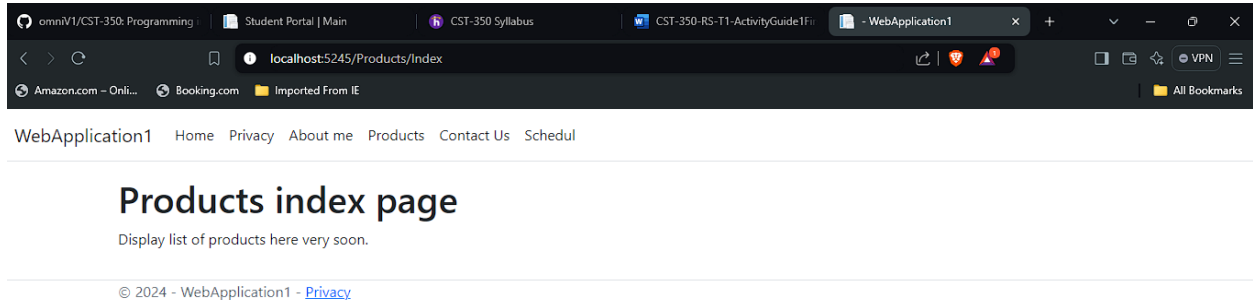 omniV1/CST-350: Programming i
Student Portal | Main
CST-350 Syllabus
CST-350-RS-T1-ActivityGuide1Fir
- WebApplication1
localhost:5245/Products/Index
1
VPN
Amazon.com – Onli...
Booking.com
Imported From IE
All Bookmarks
WebApplication1 Home Privacy About me Products Contact Us Schedul
Products index page
Display list of products here very soon.
© 2024 - WebApplication1 - Privacy